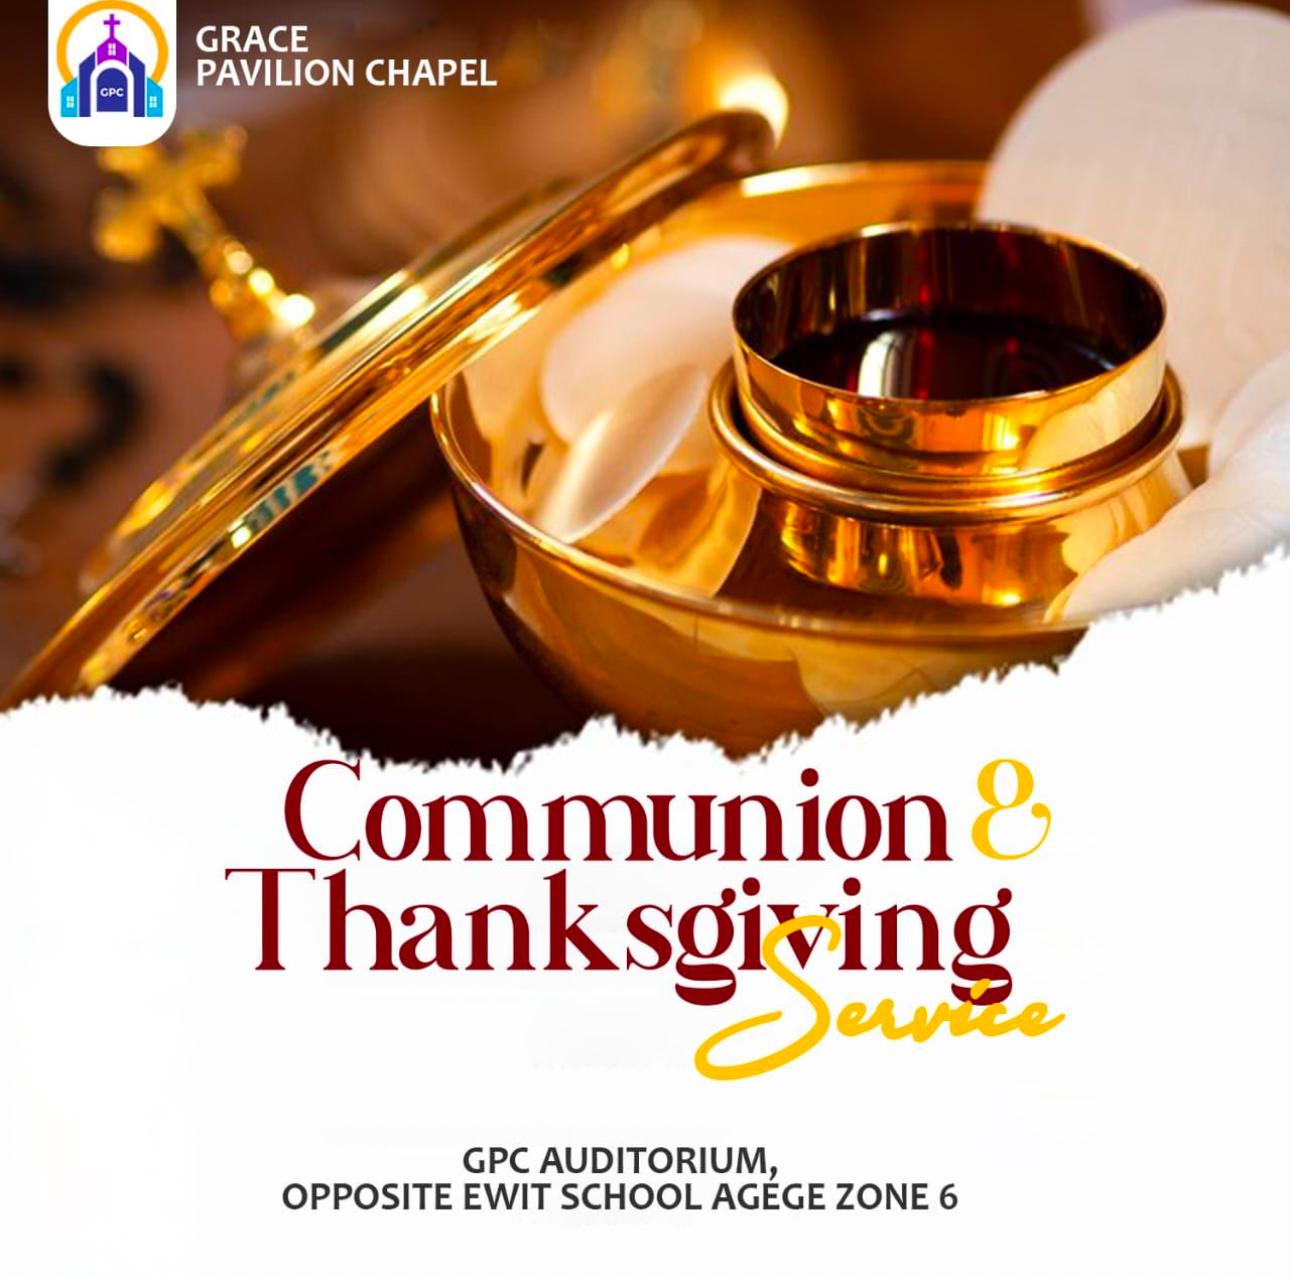 GPC
GRACE
PAVILION CHAPEL
Communion &
Thanksgiving
Service
GPC AUDITORIUM,
OPPOSITE EWIT SCHOOL AGEGE ZONE 6